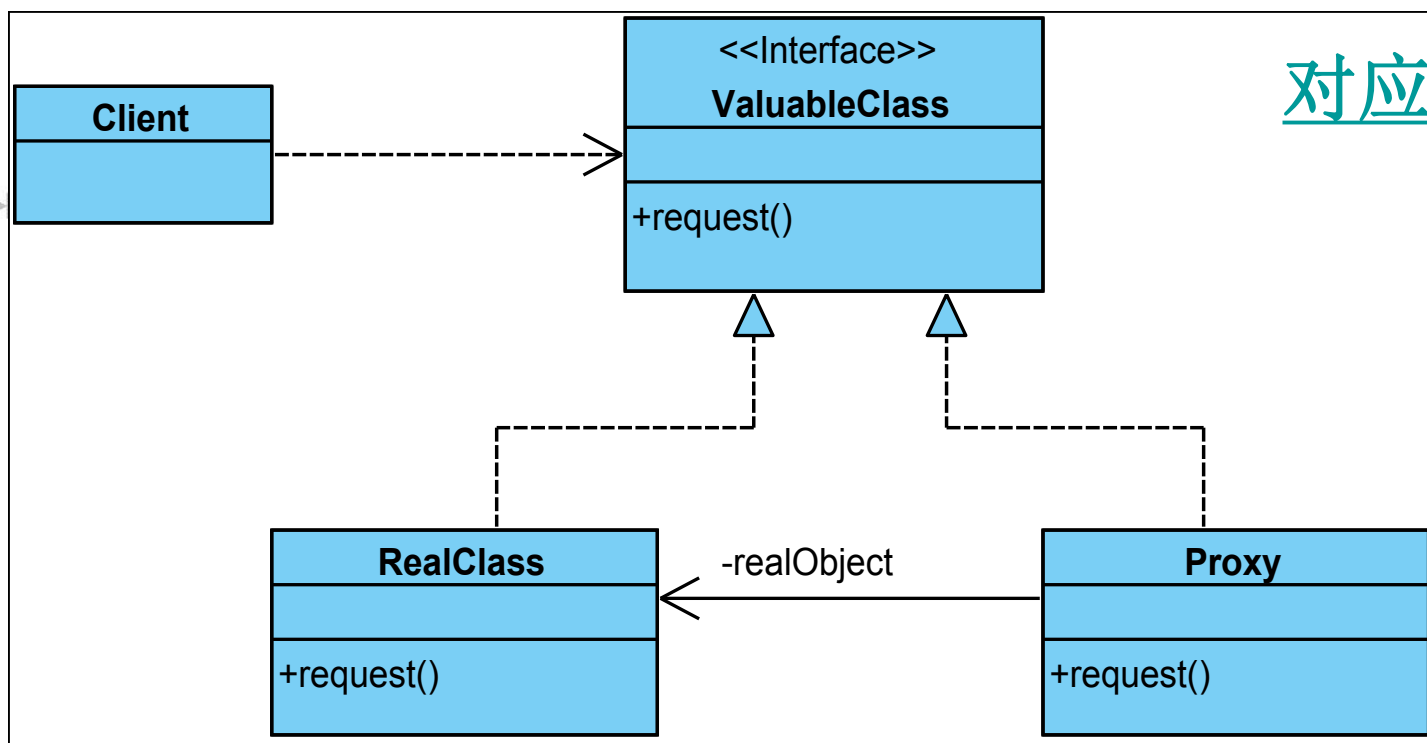 <<Interface>>
ValuableClass
对应
Client
+request()
RealClass
-realObject
Proxy
+request()
+request()